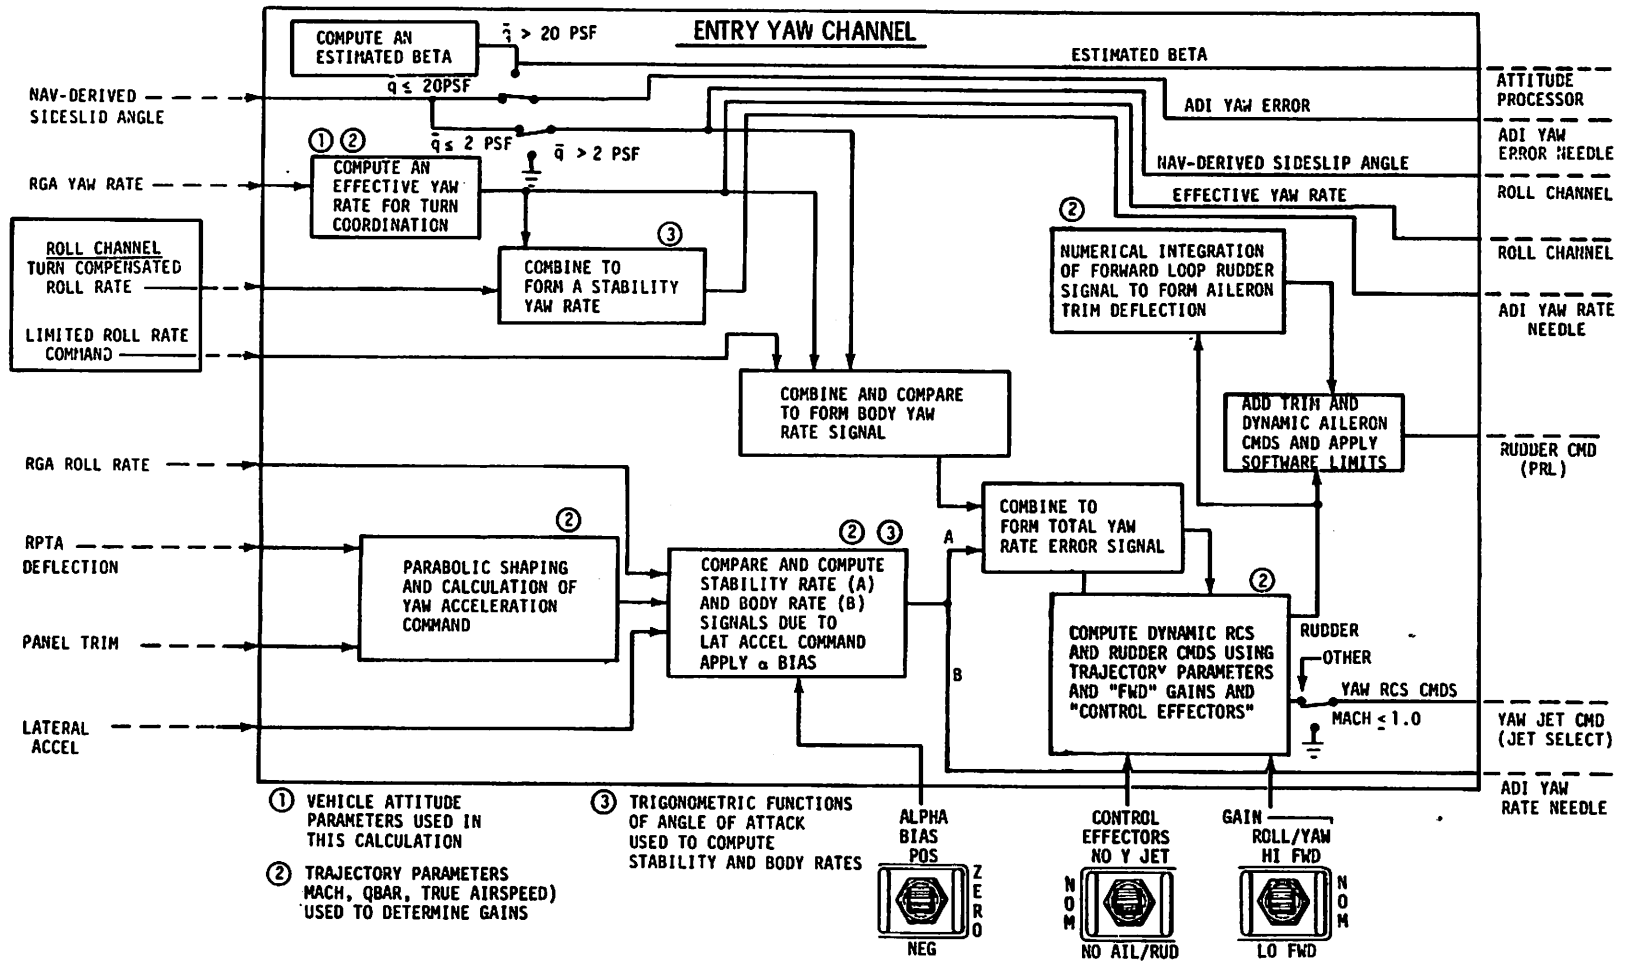 ENTRY YAW CHANNEL
COMPUTE AN
ESTIMATED BETA
q̄ > 20 PSF
ESTIMATED BETA
q ≤ 20PSF
ATTITUDE
PROCESSOR
NAV-DERIVED
SIDESLID ANGLE
ADI YAW ERROR
ADI YAW
ERROR NEEDLE
q̄ ≤ 2 PSF
q̄ > 2 PSF
NAV-DERIVED SIDESLIP ANGLE
ROLL CHANNEL
① ②
RGA YAW RATE
COMPUTE AN
EFFECTIVE YAW
RATE FOR TURN
COORDINATION
EFFECTIVE YAW RATE
ROLL CHANNEL
ROLL CHANNEL
TURN COMPENSATED
ROLL RATE
LIMITED ROLL RATE
COMMAND
③
COMBINE TO
FORM A STABILITY
YAW RATE
②
NUMERICAL INTEGRATION
OF FORWARD LOOP RUDDER
SIGNAL TO FORM AILERON
TRIM DEFLECTION
ADI YAW RATE
NEEDLE
COMBINE AND COMPARE
TO FORM BODY YAW
RATE SIGNAL
ADD TRIM AND
DYNAMIC AILERON
CMDS AND APPLY
SOFTWARE LIMITS
RUDDER CMD
(PRL)
RGA ROLL RATE
COMBINE TO
FORM TOTAL YAW
RATE ERROR SIGNAL
RPTA
DEFLECTION
PANEL TRIM
②
PARABOLIC SHAPING
AND CALCULATION OF
YAW ACCELERATION
COMMAND
② ③
COMPARE AND COMPUTE
STABILITY RATE (A)
AND BODY RATE (B)
SIGNALS DUE TO
LAT ACCEL COMMAND
APPLY α BIAS
A
B
②
COMPUTE DYNAMIC RCS
AND RUDDER CMDS USING
TRAJECTORY PARAMETERS
AND "FWD" GAINS AND
"CONTROL EFFECTORS"
RUDDER
OTHER
YAW RCS CMDS
MACH ≤ 1.0
YAW JET CMD
(JET SELECT)
LATERAL
ACCEL
ADI YAW
RATE NEEDLE
① VEHICLE ATTITUDE
PARAMETERS USED IN
THIS CALCULATION
② TRAJECTORY PARAMETERS
MACH, QBAR, TRUE AIRSPEED)
USED TO DETERMINE GAINS
③ TRIGONOMETRIC FUNCTIONS
OF ANGLE OF ATTACK
USED TO COMPUTE
STABILITY AND BODY RATES
ALPHA
BIAS
POS
ZERO
NEG
CONTROL
EFFECTORS
NO Y JET
NOM
NO AIL/RUD
GAIN
ROLL/YAW
HI FWD
NOM
LO FWD